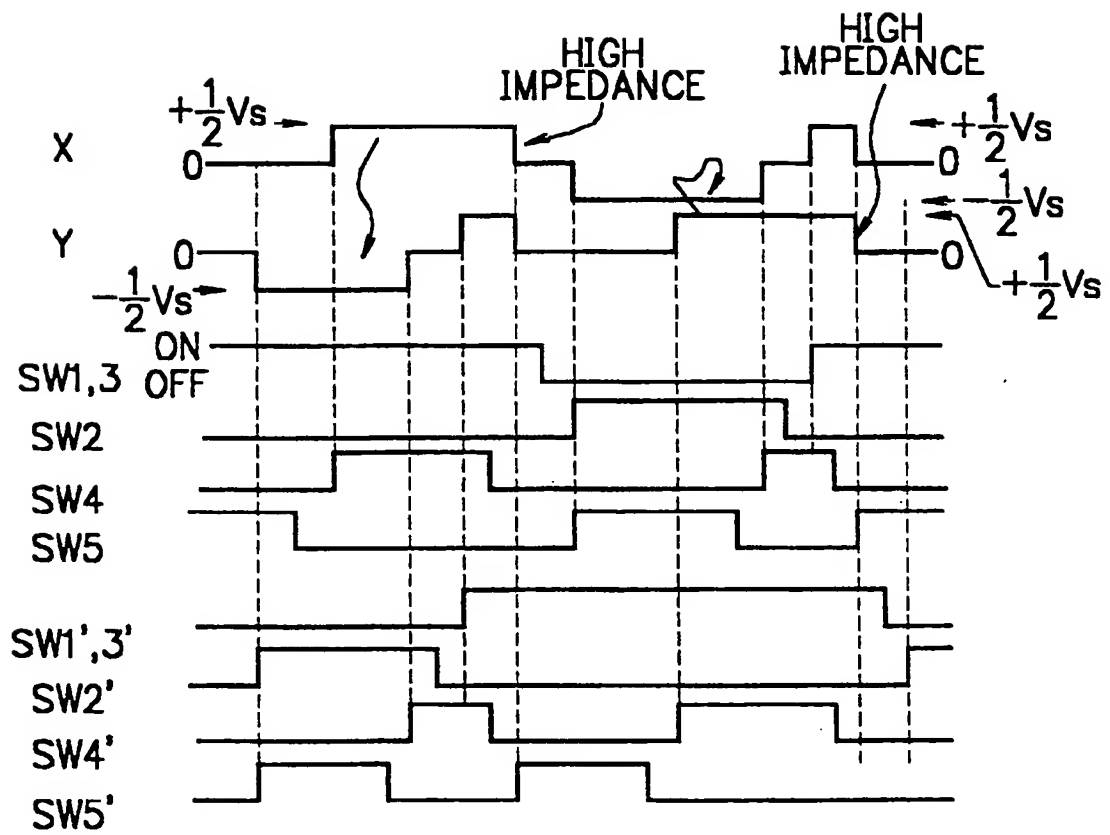 HIGH
IMPEDANCE
HIGH
IMPEDANCE
+1/2Vs
+1/2Vs
X
0
0
-1/2Vs
Y
0
0
-1/2Vs
+1/2Vs
ON
SW1,3 OFF
SW2
SW4
SW5
SW1',3'
SW2'
SW4'
SW5'